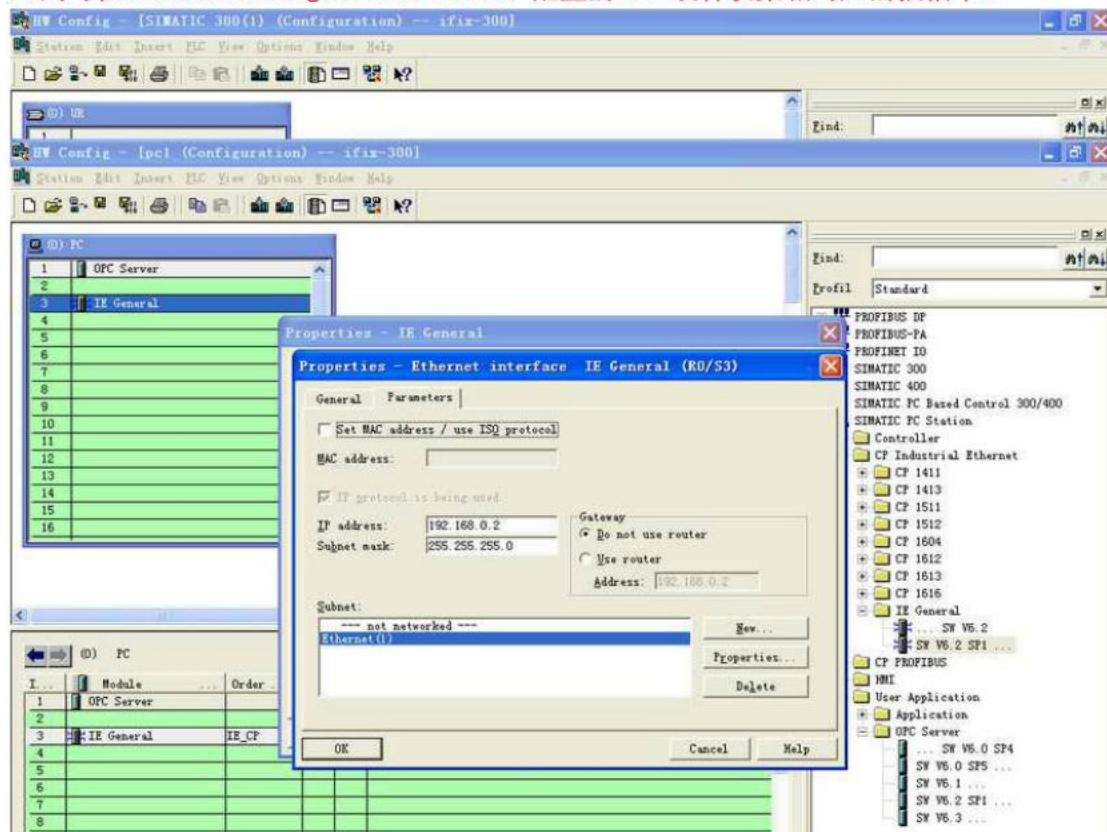 HW Config - [SIMATIC 300(1) (Configuration) -- ifix-300]
Station Edit Insert PLC View Options Window Help
(0) UR
1
Find:
HW Config - [pc1 (Configuration) -- ifix-300]
Station Edit Insert PLC View Options Window Help
(0) PC
1 OPC Server
2
3 IE General
4
5
6
7
8
9
10
11
12
13
14
15
16
Find:
Profil Standard
PROFIBUS DP
PROFIBUS-PA
PROFINET IO
SIMATIC 300
SIMATIC 400
SIMATIC PC Based Control 300/400
SIMATIC PC Station
Controller
CP Industrial Ethernet
CP 1411
CP 1413
CP 1511
CP 1512
CP 1604
CP 1612
CP 1613
CP 1616
IE General
... SW V6.2
SW V6.2 SP1 ...
CP PROFIBUS
HMI
User Application
Application
OPC Server
... SW V6.0 SP4
SW V6.0 SP5 ...
SW V6.1 ...
SW V6.2 SP1 ...
SW V6.3 ...
Properties - IE General
Properties - Ethernet interface IE General (R0/S3)
General Parameters
Set MAC address / use ISO protocol
MAC address:
IP protocol is being used
IP address: 192.168.0.2
Subnet mask: 255.255.255.0
Gateway
Do not use router
Use router
Address: 192.168.0.2
Subnet:
--- not networked ---
Ethernet(1)
New...
Properties...
Delete
OK Cancel Help
(0) PC
I... Module ... Order ...
1 OPC Server
2
3 IE General IE_CP
4
5
6
7
8